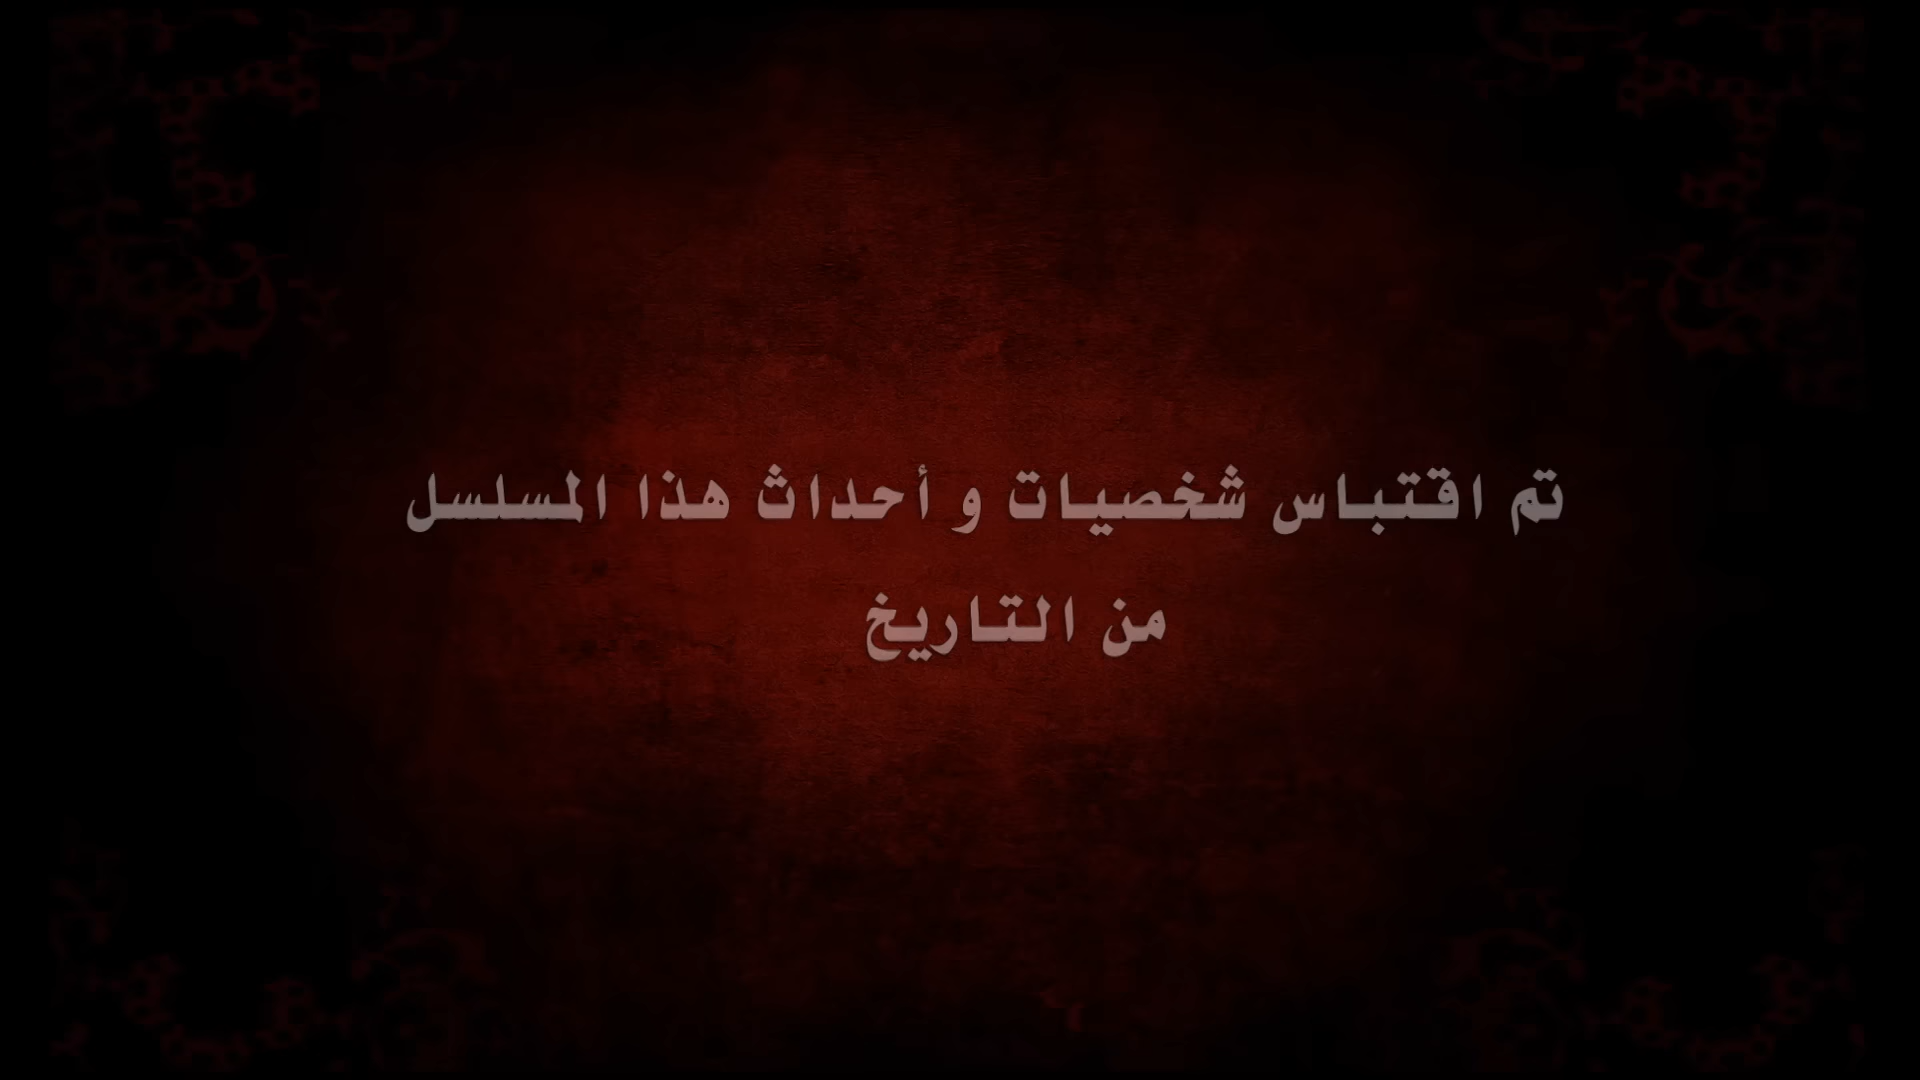 تم اقتباس شخصيات و أحداث هذا المسلسل
من التاريخ